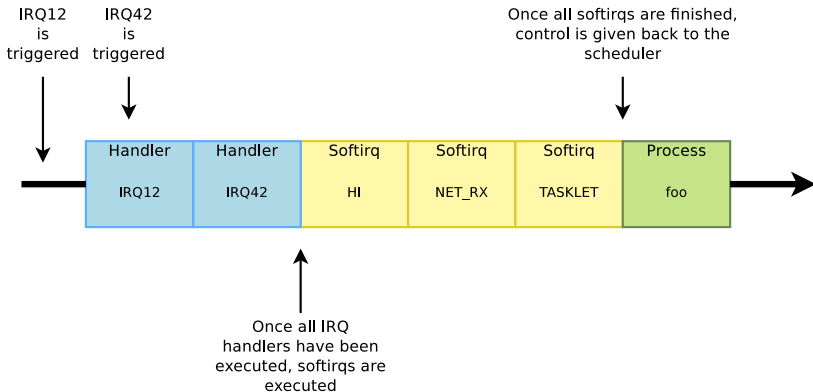 IRQ12
is
triggered
IRQ42
is
triggered
Once all softirqs are finished,
control is given back to the
scheduler
Handler
IRQ12
Handler
IRQ42
Softirq
HI
Softirq
NET_RX
Softirq
TASKLET
Process
foo
Once all IRQ
handlers have been
executed, softirqs are
executed